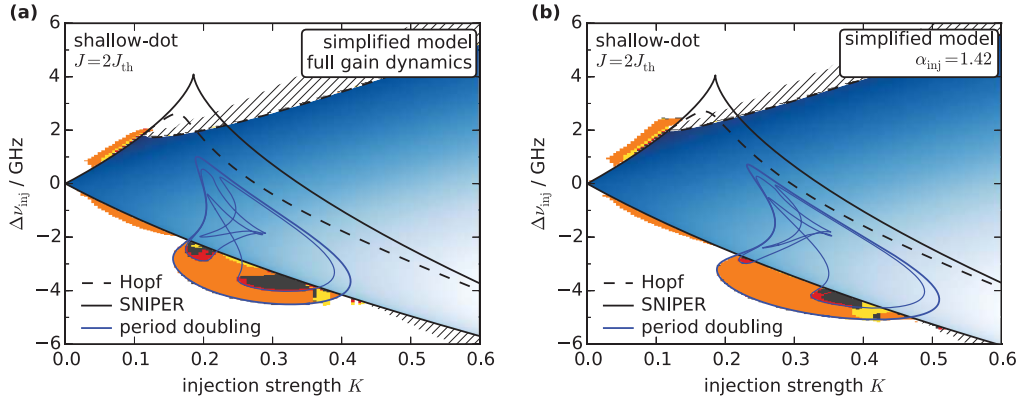 (a)
shallow-dot
J=2J_th
simplified model
full gain dynamics
6
4
2
0
−2
−4
−6
Δν_inj / GHz
Hopf
SNIPER
period doubling
0.0 0.1 0.2 0.3 0.4 0.5 0.6
injection strength K
(b)
shallow-dot
J=2J_th
simplified model
α_inj=1.42
6
4
2
0
−2
−4
−6
Δν_inj / GHz
Hopf
SNIPER
period doubling
0.0 0.1 0.2 0.3 0.4 0.5 0.6
injection strength K